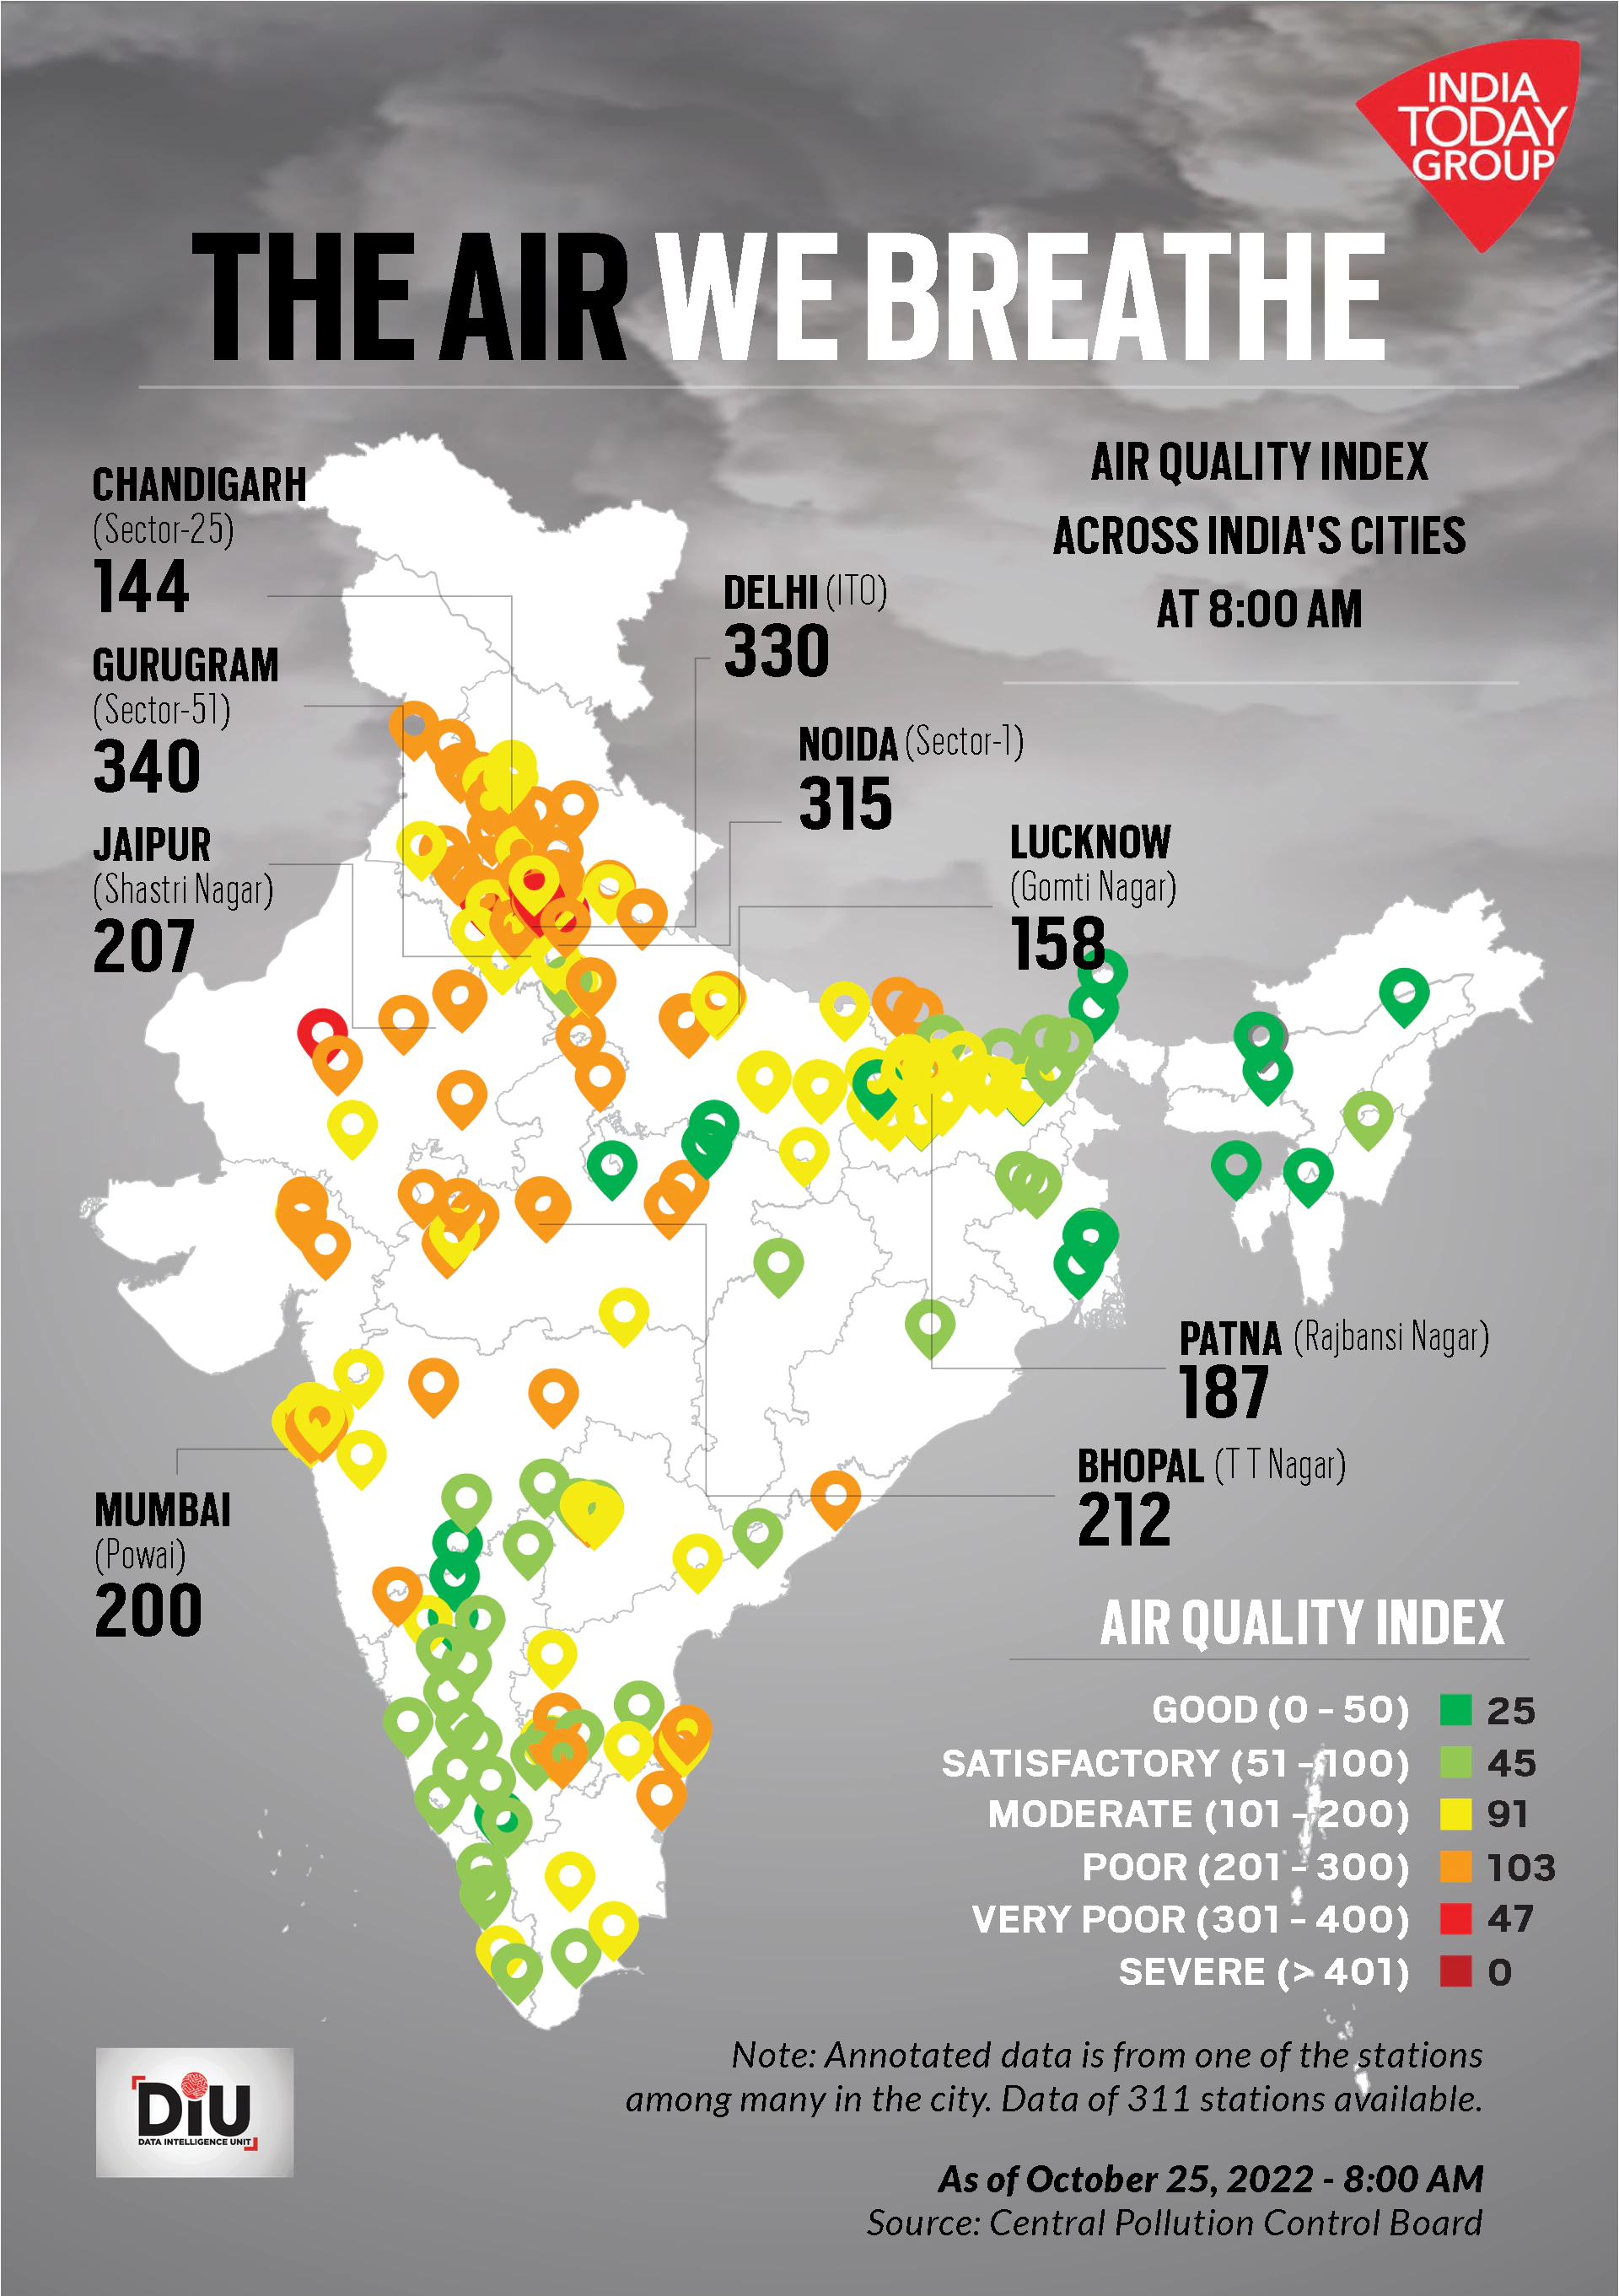 INDIA
TODAY
GROUP
THE AIR WE BREATHE
AIR QUALITY INDEX
ACROSS INDIA'S CITIES
AT 8:00 AM
CHANDIGARH
(Sector-25)
144
GURUGRAM
(Sector-51)
340
JAIPUR
(Shastri Nagar)
207
DELHI (ITO)
330
NOIDA (Sector-1)
315
LUCKNOW
(Gomti Nagar)
158
PATNA (Rajbansi Nagar)
187
BHOPAL (T T Nagar)
212
MUMBAI
(Powai)
200
AIR QUALITY INDEX
GOOD (0 – 50) 25
SATISFACTORY (51 – 100) 45
MODERATE (101 – 200) 91
POOR (201 – 300) 103
VERY POOR (301 – 400) 47
SEVERE (> 401) 0
Note: Annotated data is from one of the stations
among many in the city. Data of 311 stations available.
As of October 25, 2022 - 8:00 AM
Source: Central Pollution Control Board
DiU
DATA INTELLIGENCE UNIT